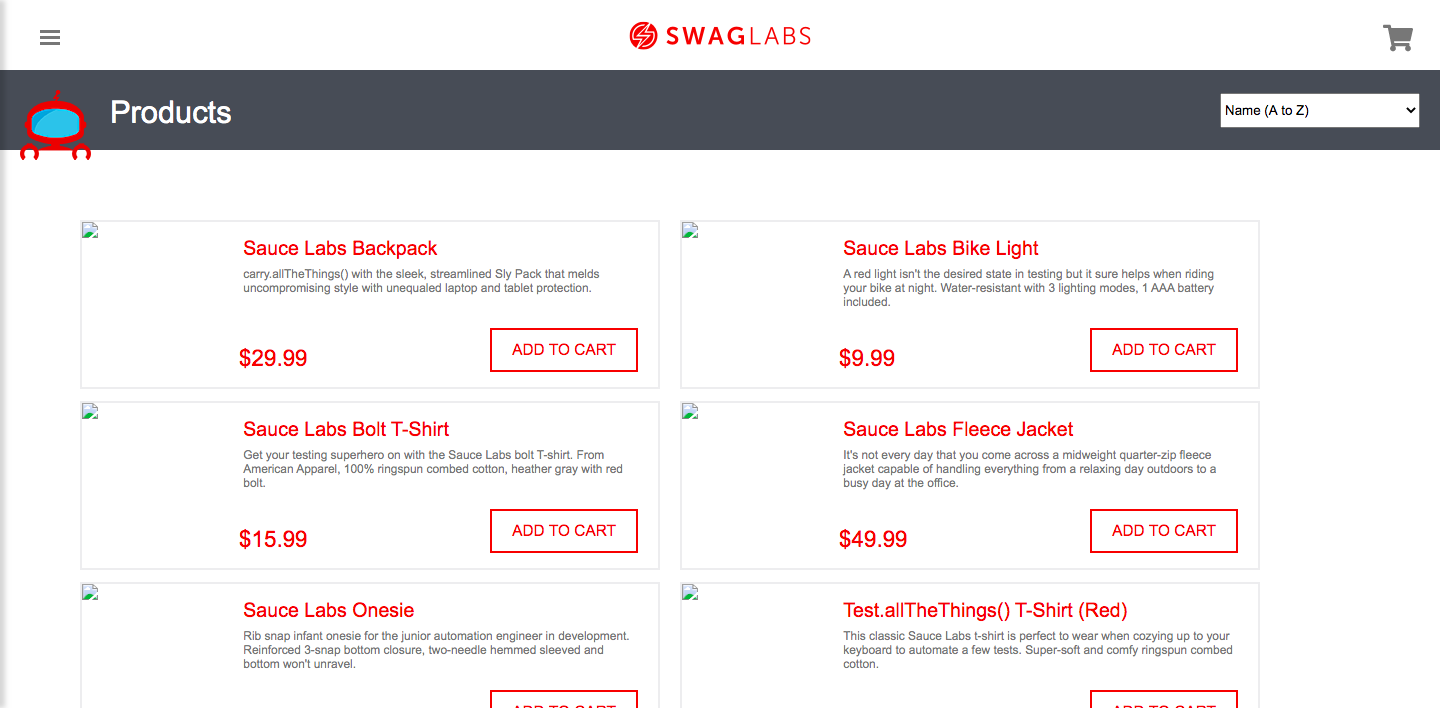 SWAGLABS
Products
Name (A to Z)
Sauce Labs Backpack
carry.allTheThings() with the sleek, streamlined Sly Pack that melds
uncompromising style with unequaled laptop and tablet protection.
$29.99
ADD TO CART
Sauce Labs Bike Light
A red light isn't the desired state in testing but it sure helps when riding
your bike at night. Water-resistant with 3 lighting modes, 1 AAA battery
included.
$9.99
ADD TO CART
Sauce Labs Bolt T-Shirt
Get your testing superhero on with the Sauce Labs bolt T-shirt. From
American Apparel, 100% ringspun combed cotton, heather gray with red
bolt.
$15.99
ADD TO CART
Sauce Labs Fleece Jacket
It's not every day that you come across a midweight quarter-zip fleece
jacket capable of handling everything from a relaxing day outdoors to a
busy day at the office.
$49.99
ADD TO CART
Sauce Labs Onesie
Rib snap infant onesie for the junior automation engineer in development.
Reinforced 3-snap bottom closure, two-needle hemmed sleeved and
bottom won't unravel.
ADD TO CART
Test.allTheThings() T-Shirt (Red)
This classic Sauce Labs t-shirt is perfect to wear when cozying up to your
keyboard to automate a few tests. Super-soft and comfy ringspun combed
cotton.
ADD TO CART